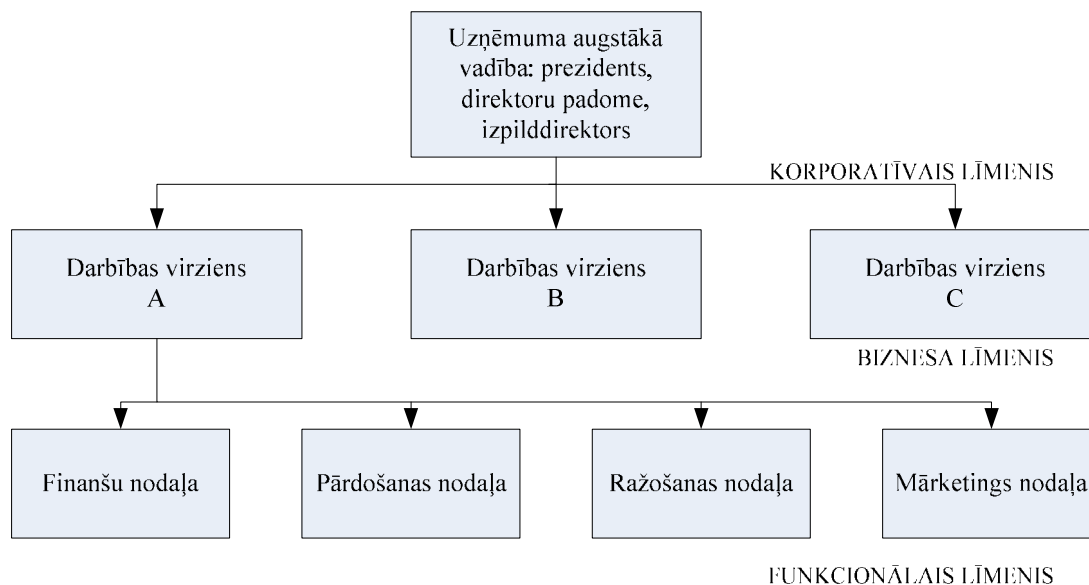 Uzņēmuma augstākā
vadība: prezidents,
direktoru padome,
izpilddirektors
KORPORATĪVAIS LĪMENIS
Darbības virziens
A
Darbības virziens
B
Darbības virziens
C
BIZNESA LĪMENIS
Finanšu nodaļa
Pārdošanas nodaļa
Ražošanas nodaļa
Mārketings nodaļa
FUNKCIONĀLAIS LĪMENIS